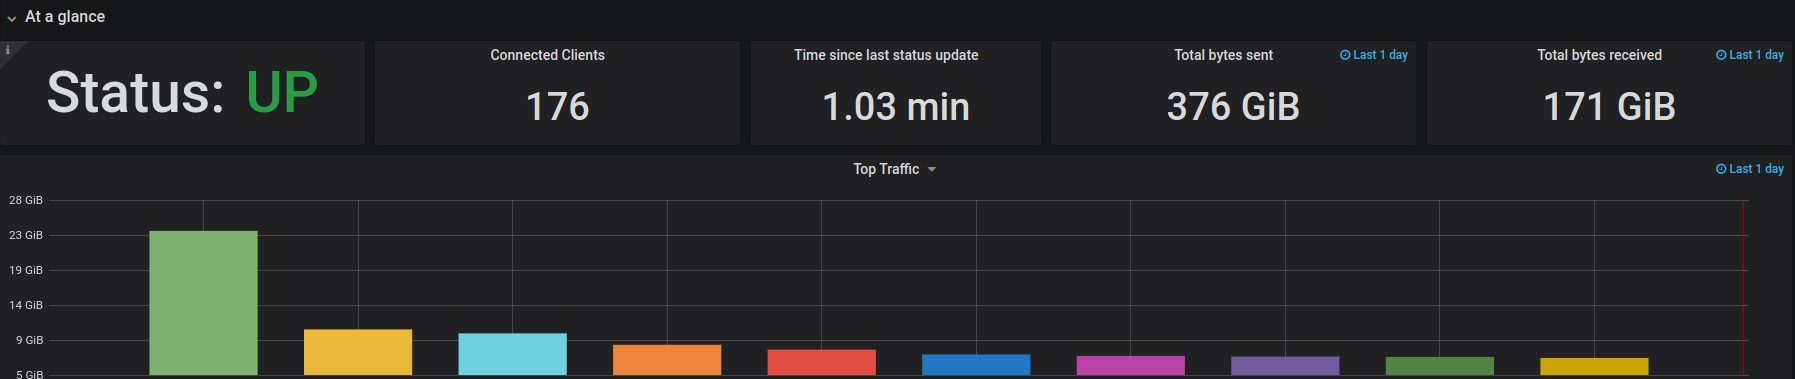 At a glance
i
Status: UP
Connected Clients
176
Time since last status update
1.03 min
Total bytes sent
Last 1 day
376 GiB
Total bytes received
Last 1 day
171 GiB
Top Traffic
Last 1 day
28 GiB
23 GiB
19 GiB
14 GiB
9 GiB
5 GiB